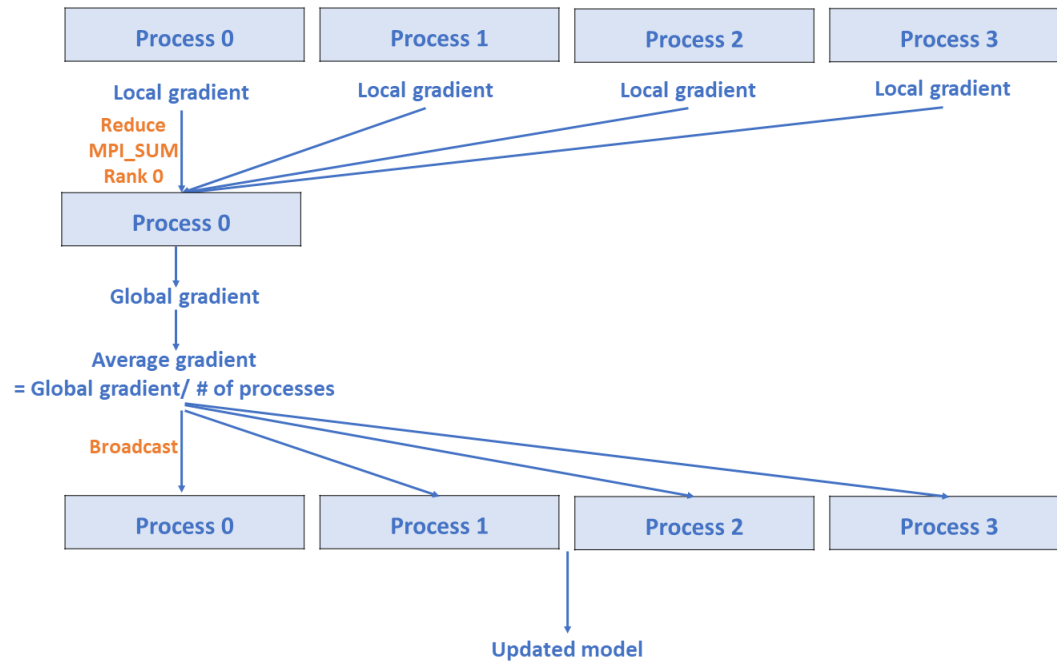 Process 0
Process 1
Process 2
Process 3
Local gradient
Local gradient
Local gradient
Local gradient
Reduce
MPI_SUM
Rank 0
Process 0
Global gradient
Average gradient
= Global gradient/ # of processes
Broadcast
Process 0
Process 1
Process 2
Process 3
Updated model